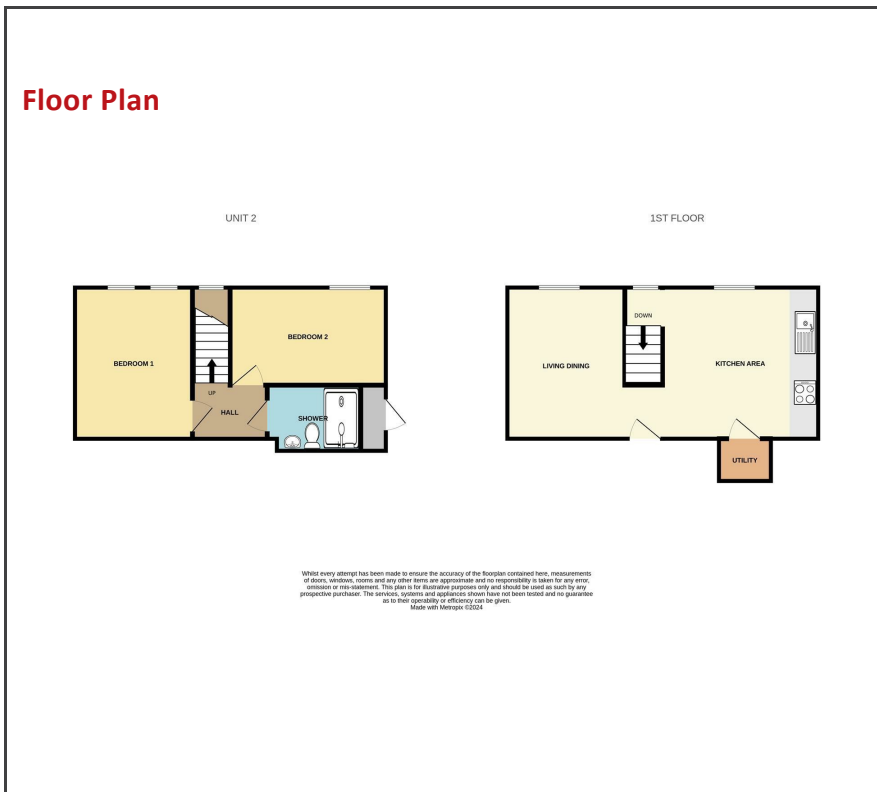 Floor Plan
UNIT 2
1ST FLOOR
BEDROOM 1
BEDROOM 2
UP
HALL
SHOWER
DOWN
LIVING DINING
KITCHEN AREA
UTILITY
Whilst every attempt has been made to ensure the accuracy of the floorplan contained here, measurements
of doors, windows, rooms and any other items are approximate and no responsibility is taken for any error,
omission or mis-statement. This plan is for illustrative purposes only and should be used as such by any
prospective purchaser. The services, systems and appliances shown have not been tested and no guarantee
as to their operability or efficiency can be given.
Made with Metropix ©2024